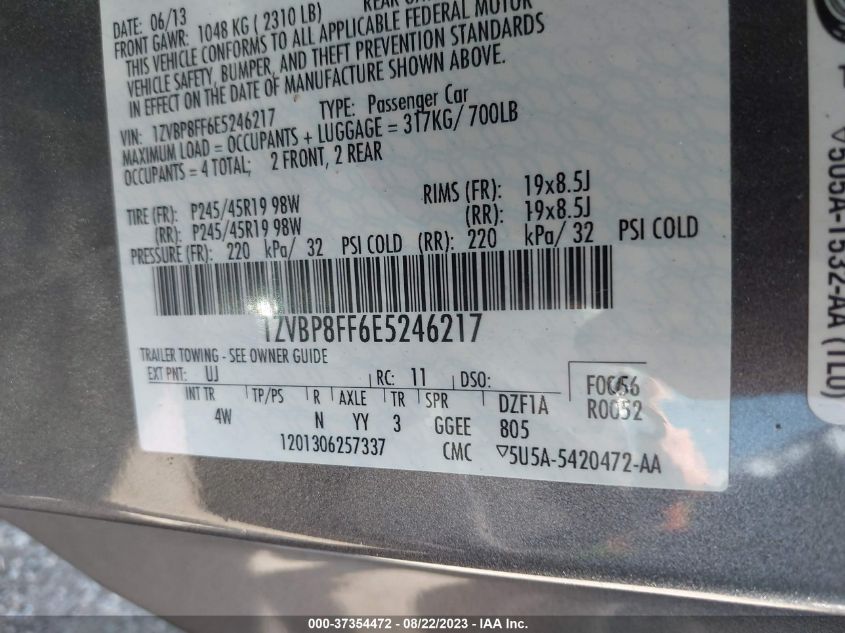 DATE: 06/13
FRONT GAWR: 1048 KG ( 2310 LB) REAR
THIS VEHICLE CONFORMS TO ALL APPLICABLE FEDERAL MOTOR
VEHICLE SAFETY, BUMPER, AND THEFT PREVENTION STANDARDS
IN EFFECT ON THE DATE OF MANUFACTURE SHOWN ABOVE.
VIN: 1ZVBP8FF6E5246217 TYPE: Passenger Car
MAXIMUM LOAD = OCCUPANTS + LUGGAGE = 317KG/ 700LB
OCCUPANTS = 4 TOTAL; 2 FRONT, 2 REAR
TIRE (FR): P245/45R19 98W RIMS (FR): 19x8.5J
(RR): P245/45R19 98W (RR): 19x8.5J
PRESSURE (FR): 220 kPa/ 32 PSI COLD (RR): 220 kPa/ 32 PSI COLD
1ZVBP8FF6E5246217
TRAILER TOWING - SEE OWNER GUIDE
EXT PNT: UJ RC: 11 DSO:
INT TR TP/PS R AXLE TR SPR DZF1A
4W N YY 3 GGEE 805
F0056
R0052
1201306257337 CMC ▽5U5A-5420472-AA
▽5U5A-1532-AA (1L0)
000-37354472 - 08/22/2023 - IAA Inc.